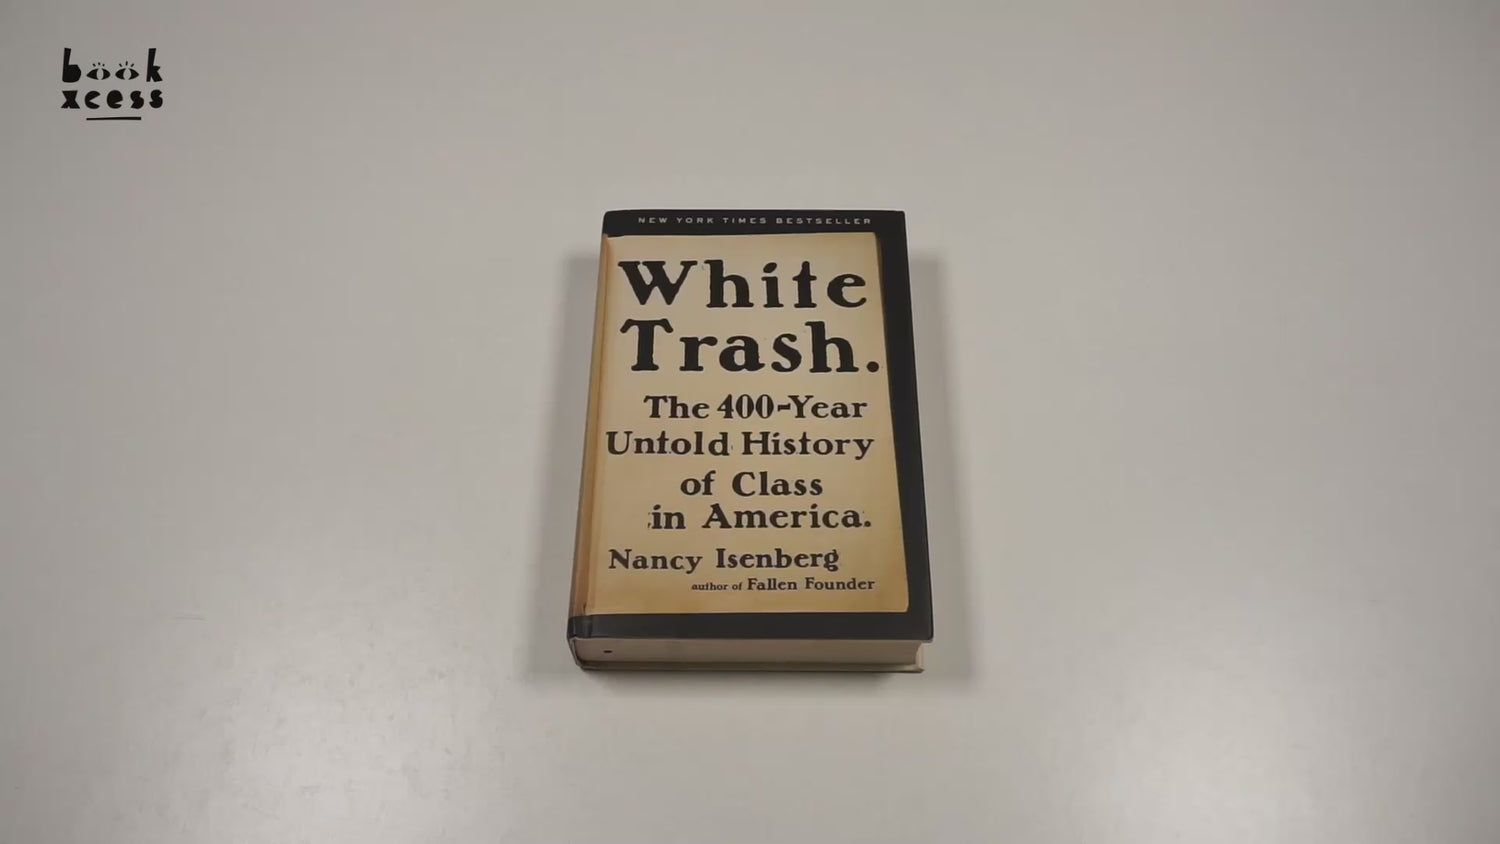 book
xcess
NEW YORK TIMES BESTSELLER
White
Trash.
The 400-Year
Untold History
of Class
in America.
Nancy Isenberg
author of Fallen Founder